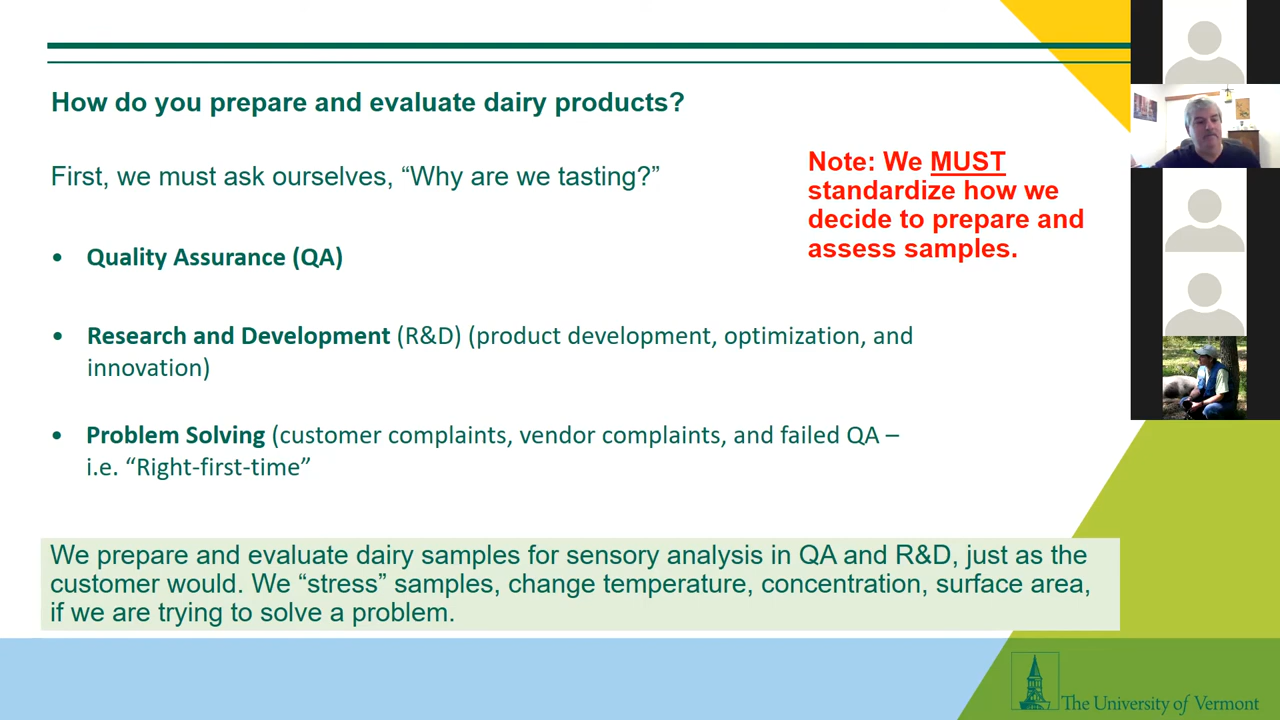 How do you prepare and evaluate dairy products?
First, we must ask ourselves, “Why are we tasting?”
Note: We MUST
standardize how we
decide to prepare and
assess samples.
• Quality Assurance (QA)
• Research and Development (R&D) (product development, optimization, and
innovation)
• Problem Solving (customer complaints, vendor complaints, and failed QA –
i.e. “Right-first-time”
We prepare and evaluate dairy samples for sensory analysis in QA and R&D, just as the
customer would. We “stress” samples, change temperature, concentration, surface area,
if we are trying to solve a problem.
The University of Vermont